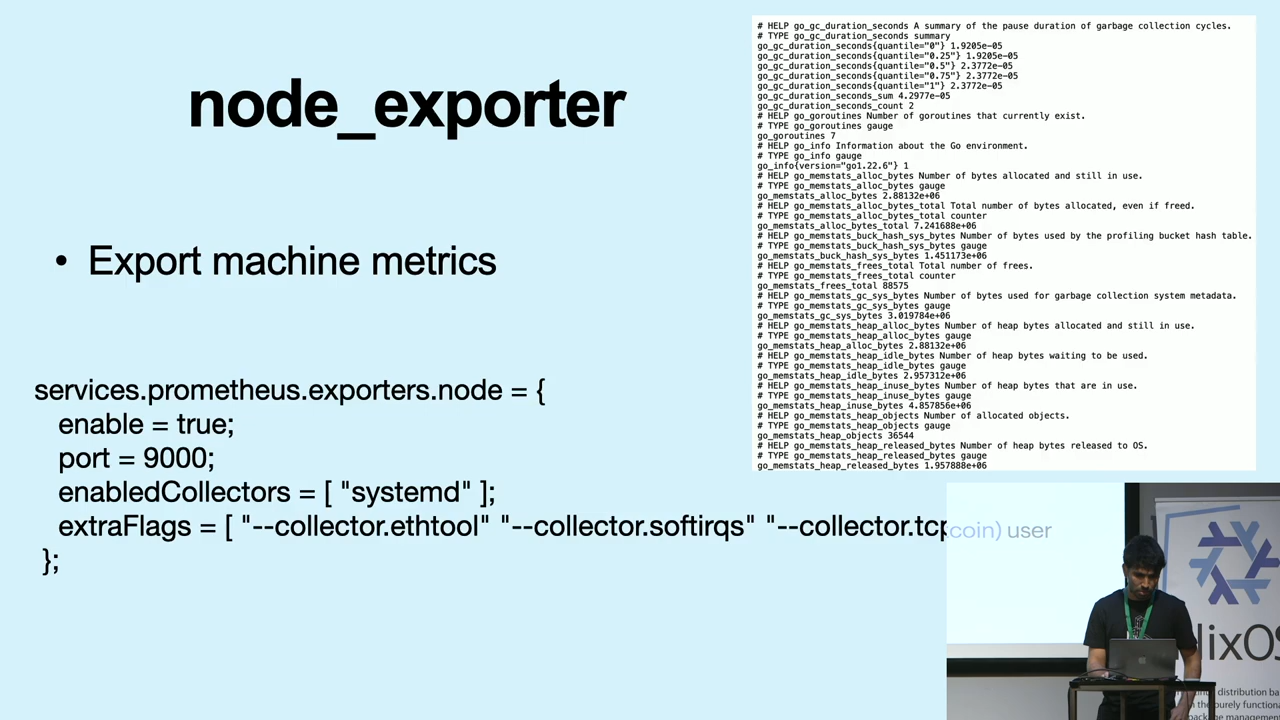 node_exporter
• Export machine metrics
services.prometheus.exporters.node = {
enable = true;
port = 9000;
enabledCollectors = [ "systemd" ];
extraFlags = [ "--collector.ethtool" "--collector.softirqs" "--collector.tcp
};
# HELP go_gc_duration_seconds A summary of the pause duration of garbage collection cycles.
# TYPE go_gc_duration_seconds summary
go_gc_duration_seconds{quantile="0"} 1.9205e-05
go_gc_duration_seconds{quantile="0.25"} 1.9205e-05
go_gc_duration_seconds{quantile="0.5"} 2.3772e-05
go_gc_duration_seconds{quantile="0.75"} 2.3772e-05
go_gc_duration_seconds{quantile="1"} 2.3772e-05
go_gc_duration_seconds_sum 4.2977e-05
go_gc_duration_seconds_count 2
# HELP go_goroutines Number of goroutines that currently exist.
# TYPE go_goroutines gauge
go_goroutines 7
# HELP go_info Information about the Go environment.
# TYPE go_info gauge
go_info{version="go1.22.6"} 1
# HELP go_memstats_alloc_bytes Number of bytes allocated and still in use.
# TYPE go_memstats_alloc_bytes gauge
go_memstats_alloc_bytes 2.88132e+06
# HELP go_memstats_alloc_bytes_total Total number of bytes allocated, even if freed.
# TYPE go_memstats_alloc_bytes_total counter
go_memstats_alloc_bytes_total 7.241688e+06
# HELP go_memstats_buck_hash_sys_bytes Number of bytes used by the profiling bucket hash table.
# TYPE go_memstats_buck_hash_sys_bytes gauge
go_memstats_buck_hash_sys_bytes 1.451173e+06
# HELP go_memstats_frees_total Total number of frees.
# TYPE go_memstats_frees_total counter
go_memstats_frees_total 88575
# HELP go_memstats_gc_sys_bytes Number of bytes used for garbage collection system metadata.
# TYPE go_memstats_gc_sys_bytes gauge
go_memstats_gc_sys_bytes 3.019784e+06
# HELP go_memstats_heap_alloc_bytes Number of heap bytes allocated and still in use.
# TYPE go_memstats_heap_alloc_bytes gauge
go_memstats_heap_alloc_bytes 2.88132e+06
# HELP go_memstats_heap_idle_bytes Number of heap bytes waiting to be used.
# TYPE go_memstats_heap_idle_bytes gauge
go_memstats_heap_idle_bytes 2.957312e+06
# HELP go_memstats_heap_inuse_bytes Number of heap bytes that are in use.
# TYPE go_memstats_heap_inuse_bytes gauge
go_memstats_heap_inuse_bytes 4.857856e+06
# HELP go_memstats_heap_objects Number of allocated objects.
# TYPE go_memstats_heap_objects gauge
go_memstats_heap_objects 36544
# HELP go_memstats_heap_released_bytes Number of heap bytes released to OS.
# TYPE go_memstats_heap_released_bytes gauge
go_memstats_heap_released_bytes 1.957888e+06
coin) user
lixOS
distribution ba
the purely functiona
package managemen